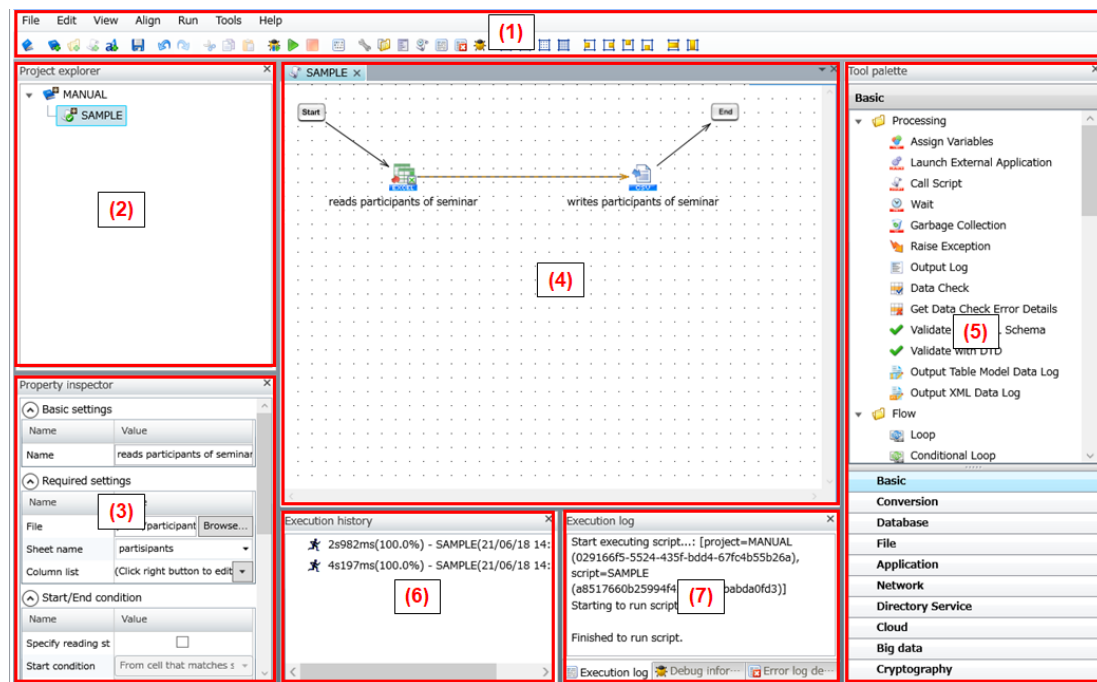 File Edit View Align Run Tools Help
(1)
Project explorer
MANUAL
SAMPLE
(2)
Property inspector
Basic settings
Name Value
Name reads participants of seminar
Required settings
Name
(3)
File participant Browse...
Sheet name partisipants
Column list (Click right button to edit
Start/End condition
Name Value
Specify reading st
Start condition From cell that matches s
SAMPLE
Start
End
EXCEL
CSV
reads participants of seminar
writes participants of seminar
(4)
Execution history
2s982ms(100.0%) - SAMPLE(21/06/18 14:
4s197ms(100.0%) - SAMPLE(21/06/18 14:
(6)
Execution log
Start executing script...: [project=MANUAL
(029166f5-5524-435f-bdd4-67fc4b55b26a),
script=SAMPLE
(a8517660b25994f4 babda0fd3)]
Starting to run script
(7)
Finished to run script.
Execution log Debug infor··· Error log de···
Tool palette
Basic
Processing
Assign Variables
Launch External Application
Call Script
Wait
Garbage Collection
Raise Exception
Output Log
Data Check
Get Data Check Error Details
Validate Schema
(5)
Validate with DTD
Output Table Model Data Log
Output XML Data Log
Flow
Loop
Conditional Loop
Basic
Conversion
Database
File
Application
Network
Directory Service
Cloud
Big data
Cryptography